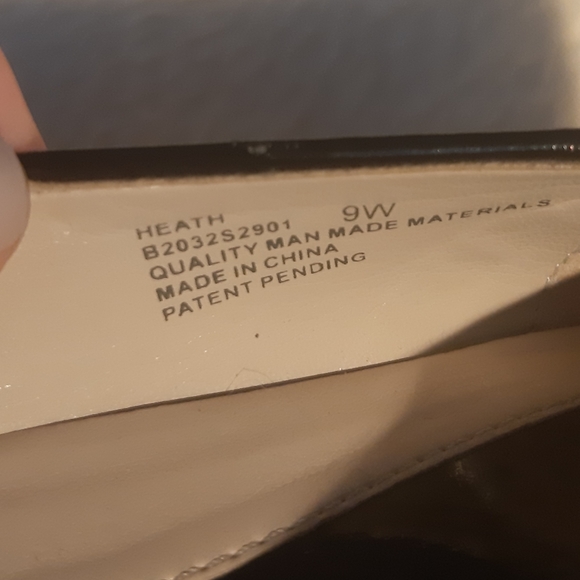 HEATH
B2032S2901 9W
QUALITY MAN MADE MATERIALS
MADE IN CHINA
PATENT PENDING